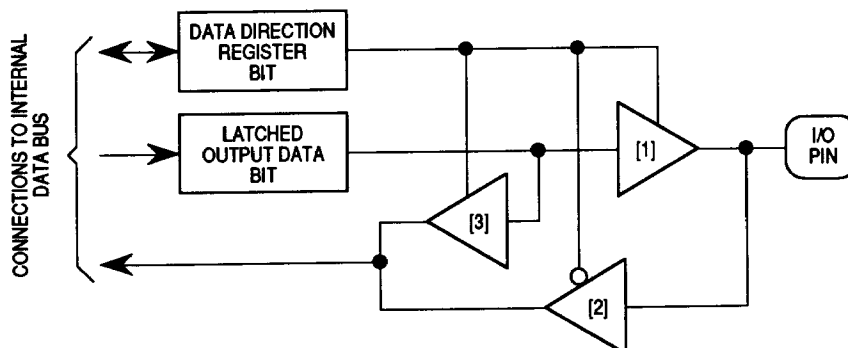 CONNECTIONS TO INTERNAL
DATA BUS
DATA DIRECTION
REGISTER
BIT
LATCHED
OUTPUT DATA
BIT
[1]
I/O
PIN
[3]
[2]